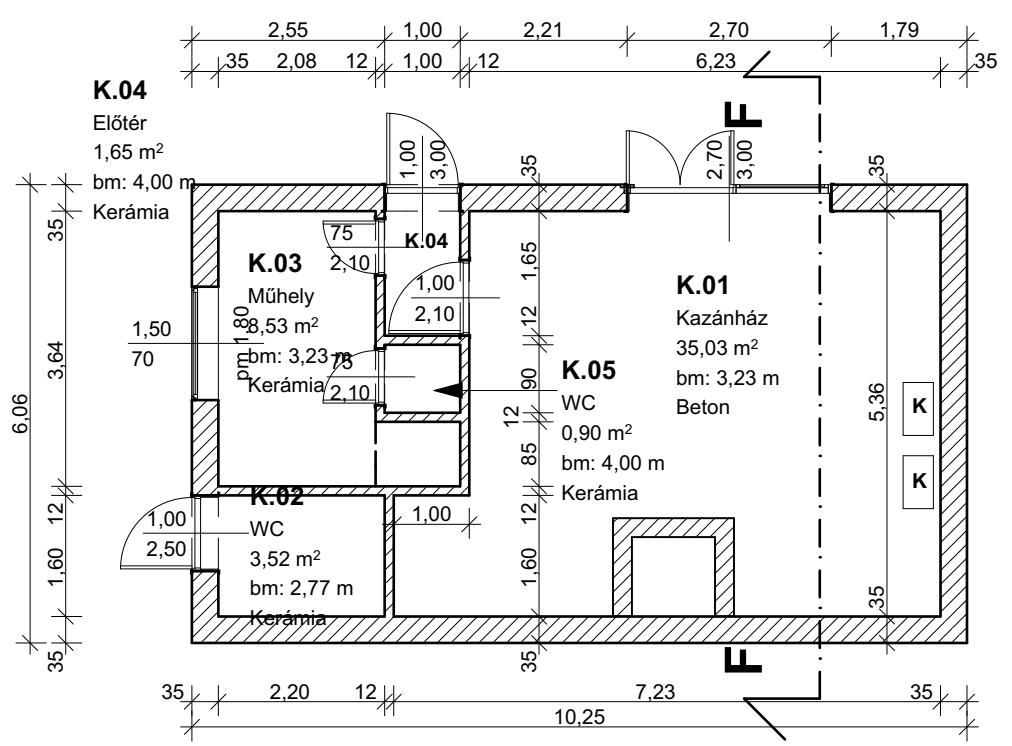 2,55 1,00 2,21 2,70 1,79
35 2,08 12 1,00 12 6,23 35
K.04
Előtér
1,65 m²
bm: 4,00 m
Kerámia
F
1,00
3,00
2,70
3,00
35
35
35
75
2,10
K.04
1,00
2,10
K.03
Műhely
8,53 m²
bm: 3,23 m
Kerámia
pm 1,80
1,50
70
75
2,10
K.01
Kazánház
35,03 m²
bm: 3,23 m
Beton
K.05
WC
0,90 m²
bm: 4,00 m
Kerámia
1,65
12
90
12
85
12
1,60
35
5,36
35
K
K
6,06
3,64
12
1,60
35
K.02
WC
3,52 m²
bm: 2,77 m
Kerámia
1,00
2,50
1,00
F
35 2,20 12 7,23 35
10,25